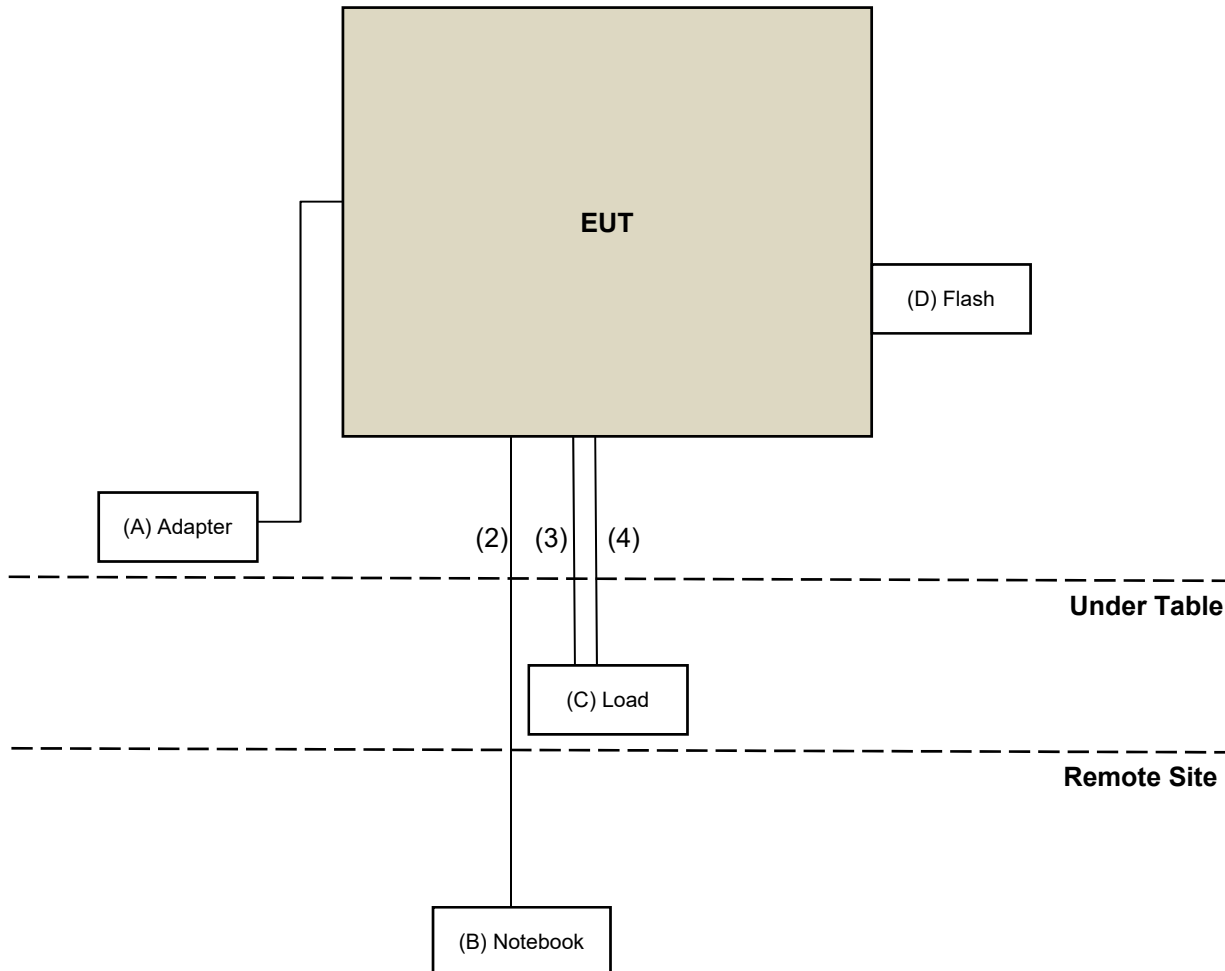 EUT
(D) Flash
(A) Adapter
(2) (3) (4)
Under Table
(C) Load
Remote Site
(B) Notebook